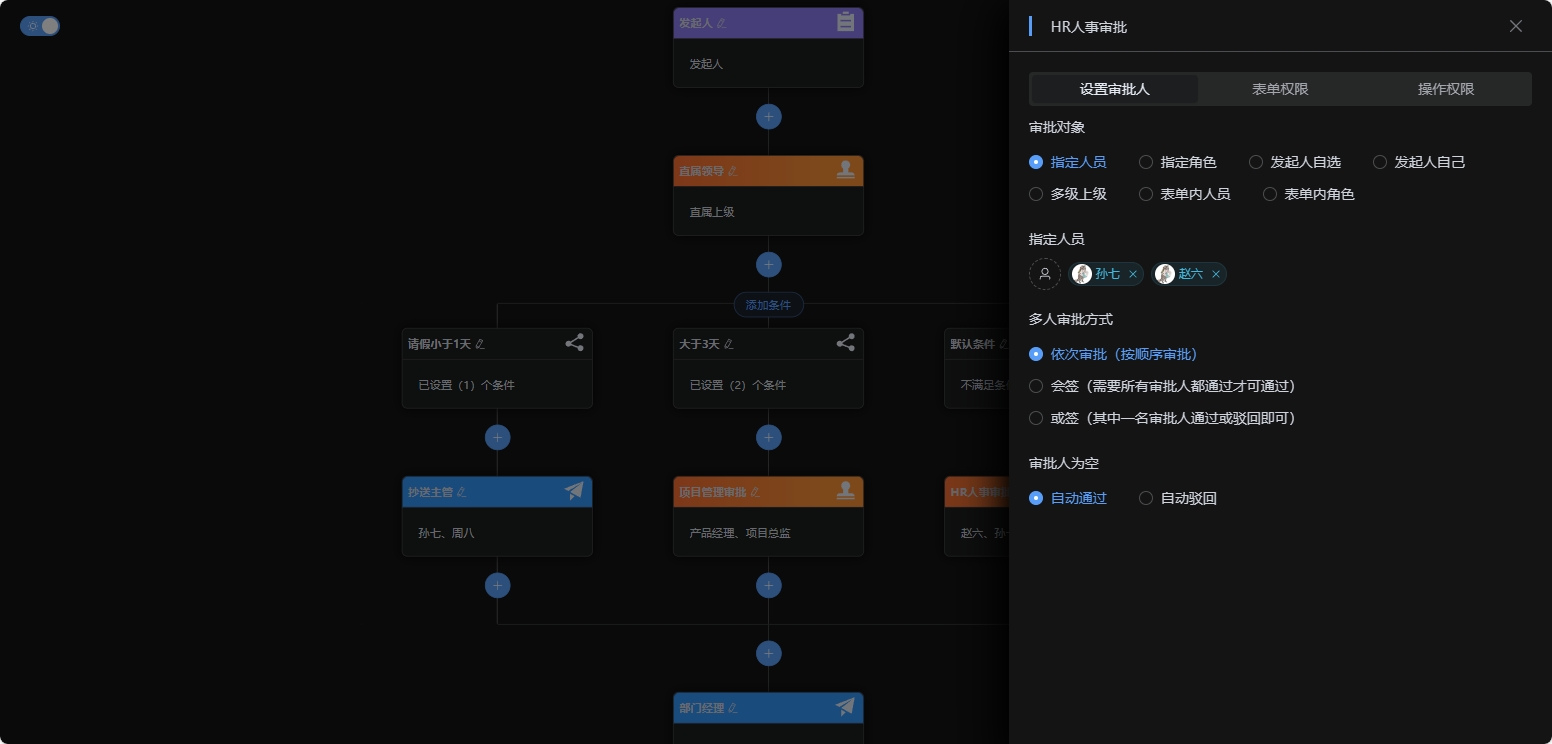 发起人
发起人
直属领导
直属上级
添加条件
请假小于1天
已设置（1）个条件
大于3天
已设置（2）个条件
默认条件
不满足条
抄送主管
孙七、周八
项目管理审批
产品经理、项目总监
HR人事审
赵六、孙
部门经理
HR人事审批
设置审批人 表单权限 操作权限
审批对象
指定人员 指定角色 发起人自选 发起人自己
多级上级 表单内人员 表单内角色
指定人员
孙七 赵六
多人审批方式
依次审批（按顺序审批）
会签（需要所有审批人都通过才可通过）
或签（其中一名审批人通过或驳回即可）
审批人为空
自动通过 自动驳回